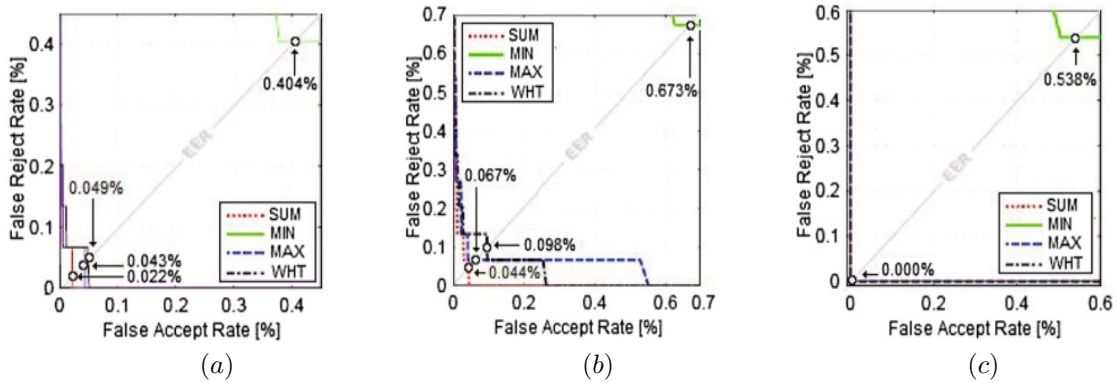 0.4
0.3
0.2
0.1
0
0
0.1
0.2
0.3
0.4
False Reject Rate [%]
False Accept Rate [%]
EER
0.404%
0.049%
0.043%
0.022%
SUM
MIN
MAX
WHT
(a)
0.7
0.6
0.5
0.4
0.3
0.2
0.1
0
0
0.1
0.2
0.3
0.4
0.5
0.6
0.7
False Reject Rate [%]
False Accept Rate [%]
SUM
MIN
MAX
WHT
EER
0.673%
0.067%
0.098%
0.044%
(b)
0.6
0.5
0.4
0.3
0.2
0.1
0
0
0.2
0.4
0.6
False Reject Rate [%]
False Accept Rate [%]
EER
0.538%
0.000%
SUM
MIN
MAX
WHT
(c)